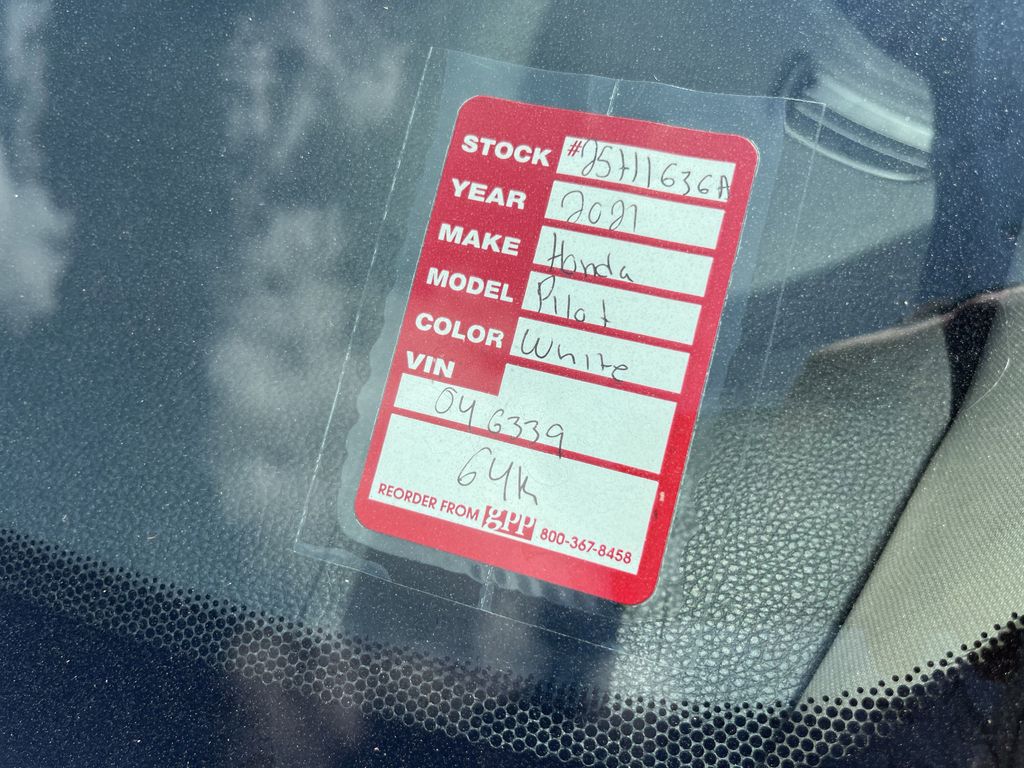 STOCK #25711636A
YEAR 2021
MAKE Honda
MODEL Pilot
COLOR White
VIN
046339
64K
REORDER FROM gpp 800-367-8458